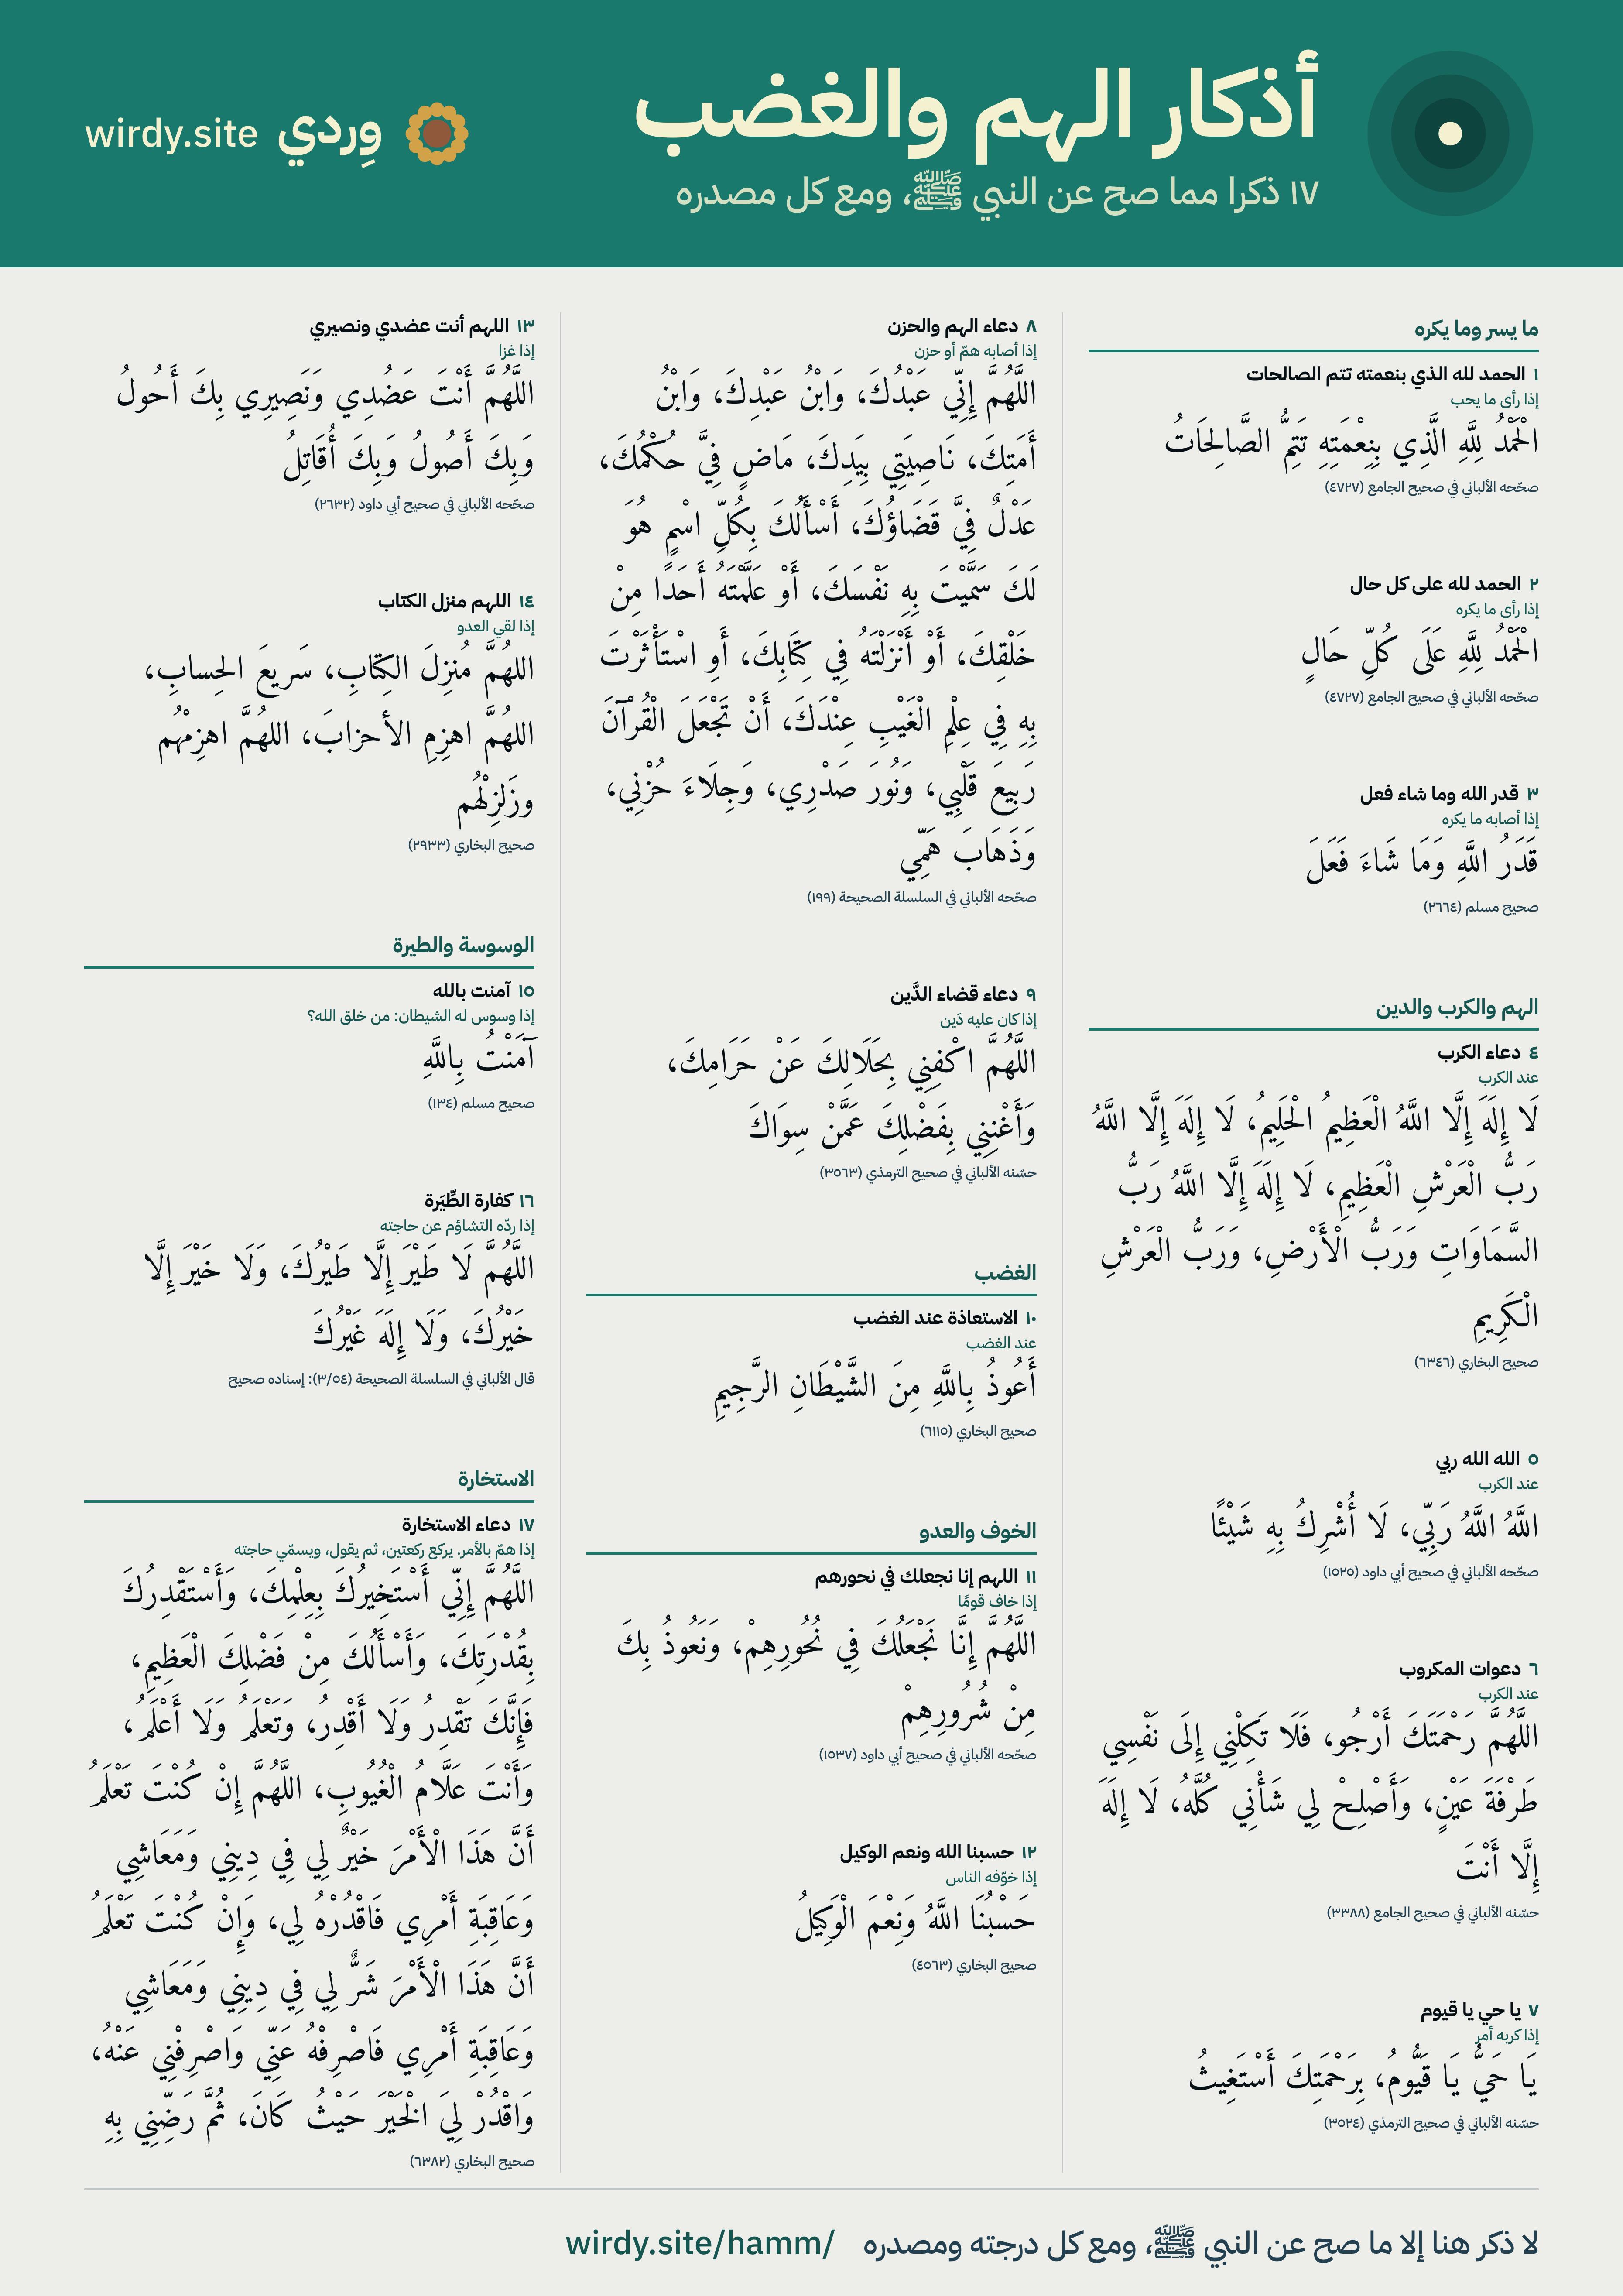 أذكار الهم والغضب
١٧ ذكرا مما صح عن النبي ﷺ، ومع كل مصدره
وِردي wirdy.site
ما يسر وما يكره
١ الحمد لله الذي بنعمته تتم الصالحات
إذا رأى ما يحب
الْحَمْدُ لِلَّهِ الَّذِي بِنِعْمَتِهِ تَتِمُّ الصَّالِحَاتُ
صحّحه الألباني في صحيح الجامع (٤٧٢٧)
٢ الحمد لله على كل حال
إذا رأى ما يكره
الْحَمْدُ لِلَّهِ عَلَى كُلِّ حَالٍ
صحّحه الألباني في صحيح الجامع (٤٧٢٧)
٣ قدر الله وما شاء فعل
إذا أصابه ما يكره
قَدَرُ اللَّهِ وَمَا شَاءَ فَعَلَ
صحيح مسلم (٢٦٦٤)
الهم والكرب والدين
٤ دعاء الكرب
عند الكرب
لَا إِلَهَ إِلَّا اللَّهُ الْعَظِيمُ الْحَلِيمُ، لَا إِلَهَ إِلَّا اللَّهُ
رَبُّ الْعَرْشِ الْعَظِيمِ، لَا إِلَهَ إِلَّا اللَّهُ رَبُّ
السَّمَاوَاتِ وَرَبُّ الْأَرْضِ، وَرَبُّ الْعَرْشِ
الْكَرِيمِ
صحيح البخاري (٦٣٤٦)
٥ الله الله ربي
عند الكرب
اللَّهُ اللَّهُ رَبِّي، لَا أُشْرِكُ بِهِ شَيْئًا
صحّحه الألباني في صحيح أبي داود (١٥٢٥)
٦ دعوات المكروب
عند الكرب
اللَّهُمَّ رَحْمَتَكَ أَرْجُو، فَلَا تَكِلْنِي إِلَى نَفْسِي
طَرْفَةَ عَيْنٍ، وَأَصْلِحْ لِي شَأْنِي كُلَّهُ، لَا إِلَهَ
إِلَّا أَنْتَ
حسّنه الألباني في صحيح الجامع (٣٣٨٨)
٧ يا حي يا قيوم
إذا كربه أمر
يَا حَيُّ يَا قَيُّومُ، بِرَحْمَتِكَ أَسْتَغِيثُ
حسّنه الألباني في صحيح الترمذي (٣٥٢٤)
٨ دعاء الهم والحزن
إذا أصابه همّ أو حزن
اللَّهُمَّ إِنِّي عَبْدُكَ، وَابْنُ عَبْدِكَ، وَابْنُ
أَمَتِكَ، نَاصِيَتِي بِيَدِكَ، مَاضٍ فِيَّ حُكْمُكَ،
عَدْلٌ فِيَّ قَضَاؤُكَ، أَسْأَلُكَ بِكُلِّ اسْمٍ هُوَ
لَكَ سَمَّيْتَ بِهِ نَفْسَكَ، أَوْ عَلَّمْتَهُ أَحَدًا مِنْ
خَلْقِكَ، أَوْ أَنْزَلْتَهُ فِي كِتَابِكَ، أَوِ اسْتَأْثَرْتَ
بِهِ فِي عِلْمِ الْغَيْبِ عِنْدَكَ، أَنْ تَجْعَلَ الْقُرْآنَ
رَبِيعَ قَلْبِي، وَنُورَ صَدْرِي، وَجِلَاءَ حُزْنِي،
وَذَهَابَ هَمِّي
صحّحه الألباني في السلسلة الصحيحة (١٩٩)
٩ دعاء قضاء الدَّين
إذا كان عليه دَين
اللَّهُمَّ اكْفِنِي بِحَلَالِكَ عَنْ حَرَامِكَ،
وَأَغْنِنِي بِفَضْلِكَ عَمَّنْ سِوَاكَ
حسّنه الألباني في صحيح الترمذي (٣٥٦٣)
الغضب
١٠ الاستعاذة عند الغضب
عند الغضب
أَعُوذُ بِاللَّهِ مِنَ الشَّيْطَانِ الرَّجِيمِ
صحيح البخاري (٦١١٥)
الخوف والعدو
١١ اللهم إنا نجعلك في نحورهم
إذا خاف قومًا
اللَّهُمَّ إِنَّا نَجْعَلُكَ فِي نُحُورِهِمْ، وَنَعُوذُ بِكَ
مِنْ شُرُورِهِمْ
صحّحه الألباني في صحيح أبي داود (١٥٣٧)
١٢ حسبنا الله ونعم الوكيل
إذا خوّفه الناس
حَسْبُنَا اللَّهُ وَنِعْمَ الْوَكِيلُ
صحيح البخاري (٤٥٦٣)
١٣ اللهم أنت عضدي ونصيري
إذا غزا
اللَّهُمَّ أَنْتَ عَضُدِي وَنَصِيرِي بِكَ أَحُولُ
وَبِكَ أَصُولُ وَبِكَ أُقَاتِلُ
صحّحه الألباني في صحيح أبي داود (٢٦٣٢)
١٤ اللهم منزل الكتاب
إذا لقي العدو
اللهُمَّ مُنزِلَ الكِتابِ، سَريعَ الحِسابِ،
اللهُمَّ اهزِمِ الأحزابَ، اللهُمَّ اهزِمْهُم
وزَلزِلْهُم
صحيح البخاري (٢٩٣٣)
الوسوسة والطيرة
١٥ آمنت بالله
إذا وسوس له الشيطان: من خلق الله؟
آمَنْتُ بِاللَّهِ
صحيح مسلم (١٣٤)
١٦ كفارة الطِّيَرة
إذا ردّه التشاؤم عن حاجته
اللَّهُمَّ لَا طَيْرَ إِلَّا طَيْرُكَ، وَلَا خَيْرَ إِلَّا
خَيْرُكَ، وَلَا إِلَهَ غَيْرُكَ
قال الألباني في السلسلة الصحيحة (٣/٥٤): إسناده صحيح
الاستخارة
١٧ دعاء الاستخارة
إذا همّ بالأمر. يركع ركعتين، ثم يقول، ويسمّي حاجته
اللَّهُمَّ إِنِّي أَسْتَخِيرُكَ بِعِلْمِكَ، وَأَسْتَقْدِرُكَ
بِقُدْرَتِكَ، وَأَسْأَلُكَ مِنْ فَضْلِكَ الْعَظِيمِ،
فَإِنَّكَ تَقْدِرُ وَلَا أَقْدِرُ، وَتَعْلَمُ وَلَا أَعْلَمُ،
وَأَنْتَ عَلَّامُ الْغُيُوبِ، اللَّهُمَّ إِنْ كُنْتَ تَعْلَمُ
أَنَّ هَذَا الْأَمْرَ خَيْرٌ لِي فِي دِينِي وَمَعَاشِي
وَعَاقِبَةِ أَمْرِي فَاقْدُرْهُ لِي، وَإِنْ كُنْتَ تَعْلَمُ
أَنَّ هَذَا الْأَمْرَ شَرٌّ لِي فِي دِينِي وَمَعَاشِي
وَعَاقِبَةِ أَمْرِي فَاصْرِفْهُ عَنِّي وَاصْرِفْنِي عَنْهُ،
وَاقْدُرْ لِيَ الْخَيْرَ حَيْثُ كَانَ، ثُمَّ رَضِّنِي بِهِ
صحيح البخاري (٦٣٨٢)
لا ذكر هنا إلا ما صح عن النبي ﷺ، ومع كل درجته ومصدره wirdy.site/hamm/